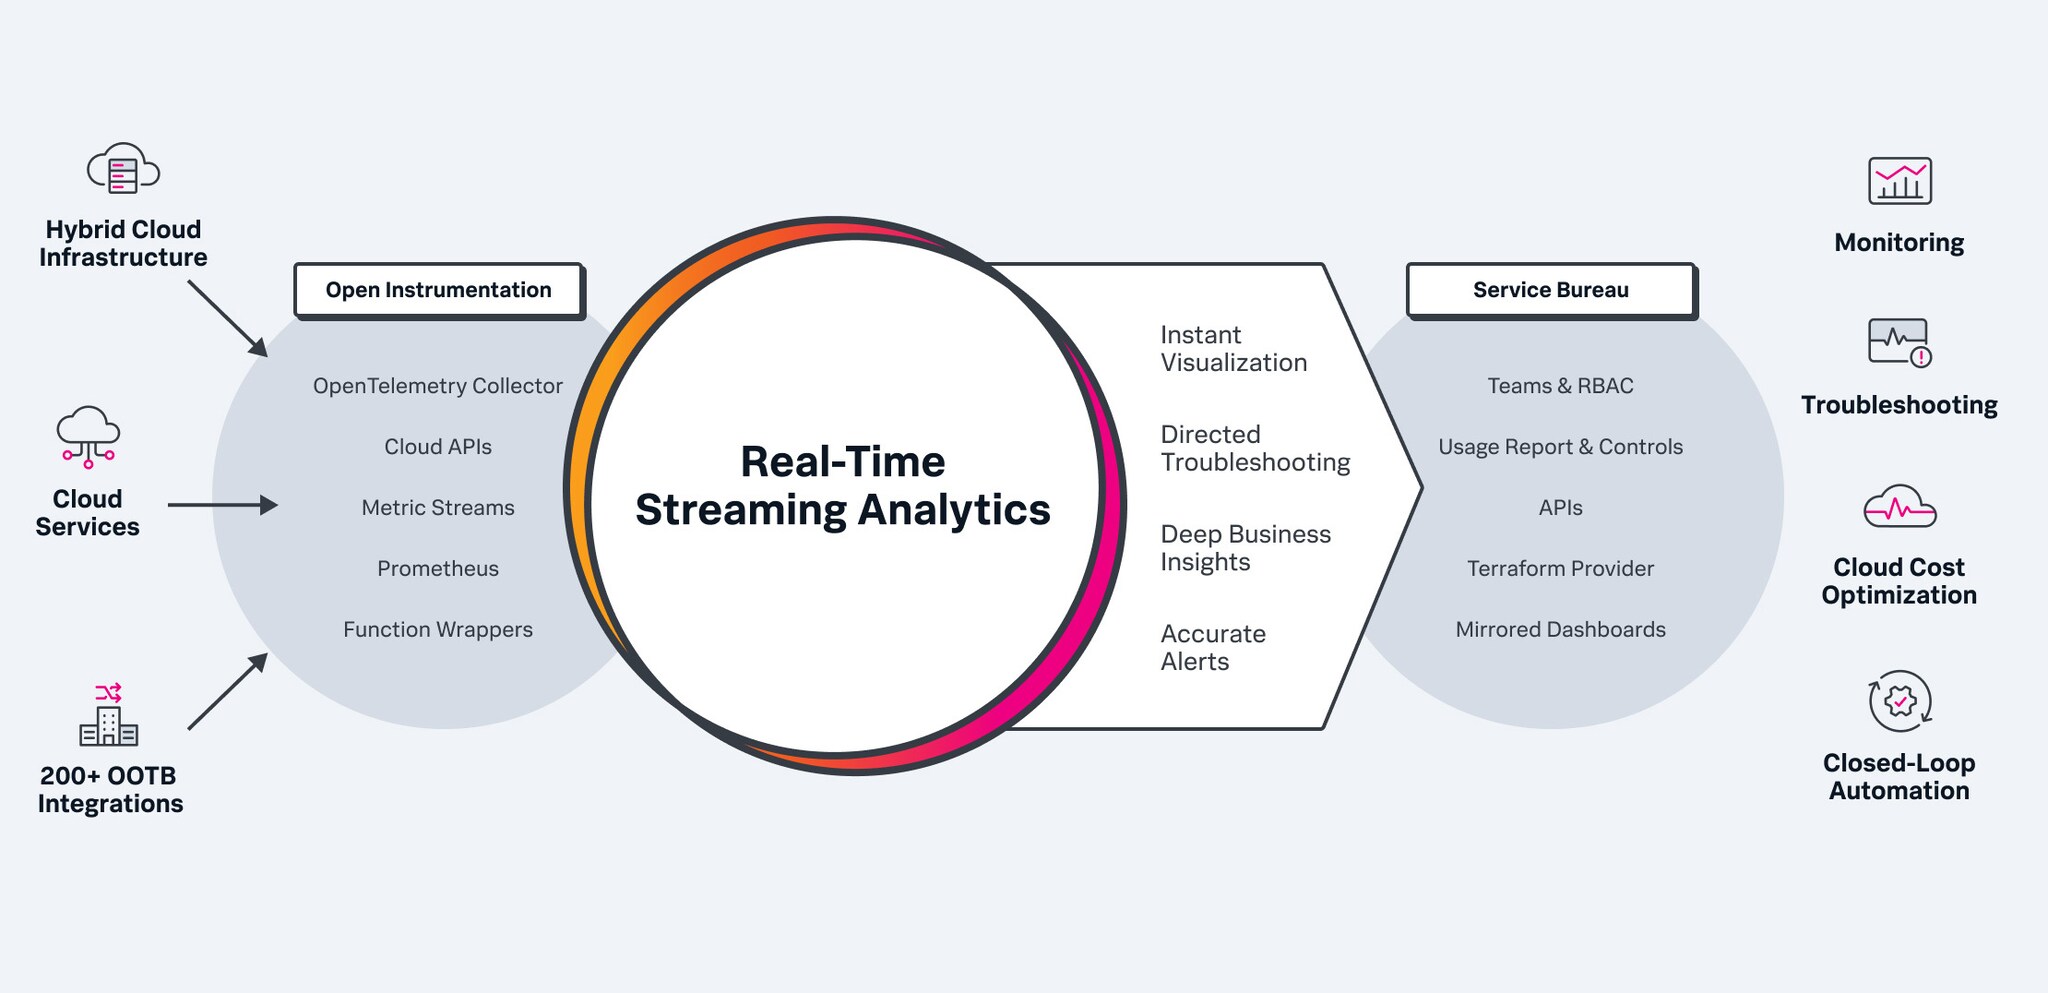 Hybrid Cloud
Infrastructure
Cloud
Services
200+ OOTB
Integrations
Open Instrumentation
OpenTelemetry Collector
Cloud APIs
Metric Streams
Prometheus
Function Wrappers
Real-Time
Streaming Analytics
Instant
Visualization
Directed
Troubleshooting
Deep Business
Insights
Accurate
Alerts
Service Bureau
Teams & RBAC
Usage Report & Controls
APIs
Terraform Provider
Mirrored Dashboards
Monitoring
Troubleshooting
Cloud Cost
Optimization
Closed-Loop
Automation